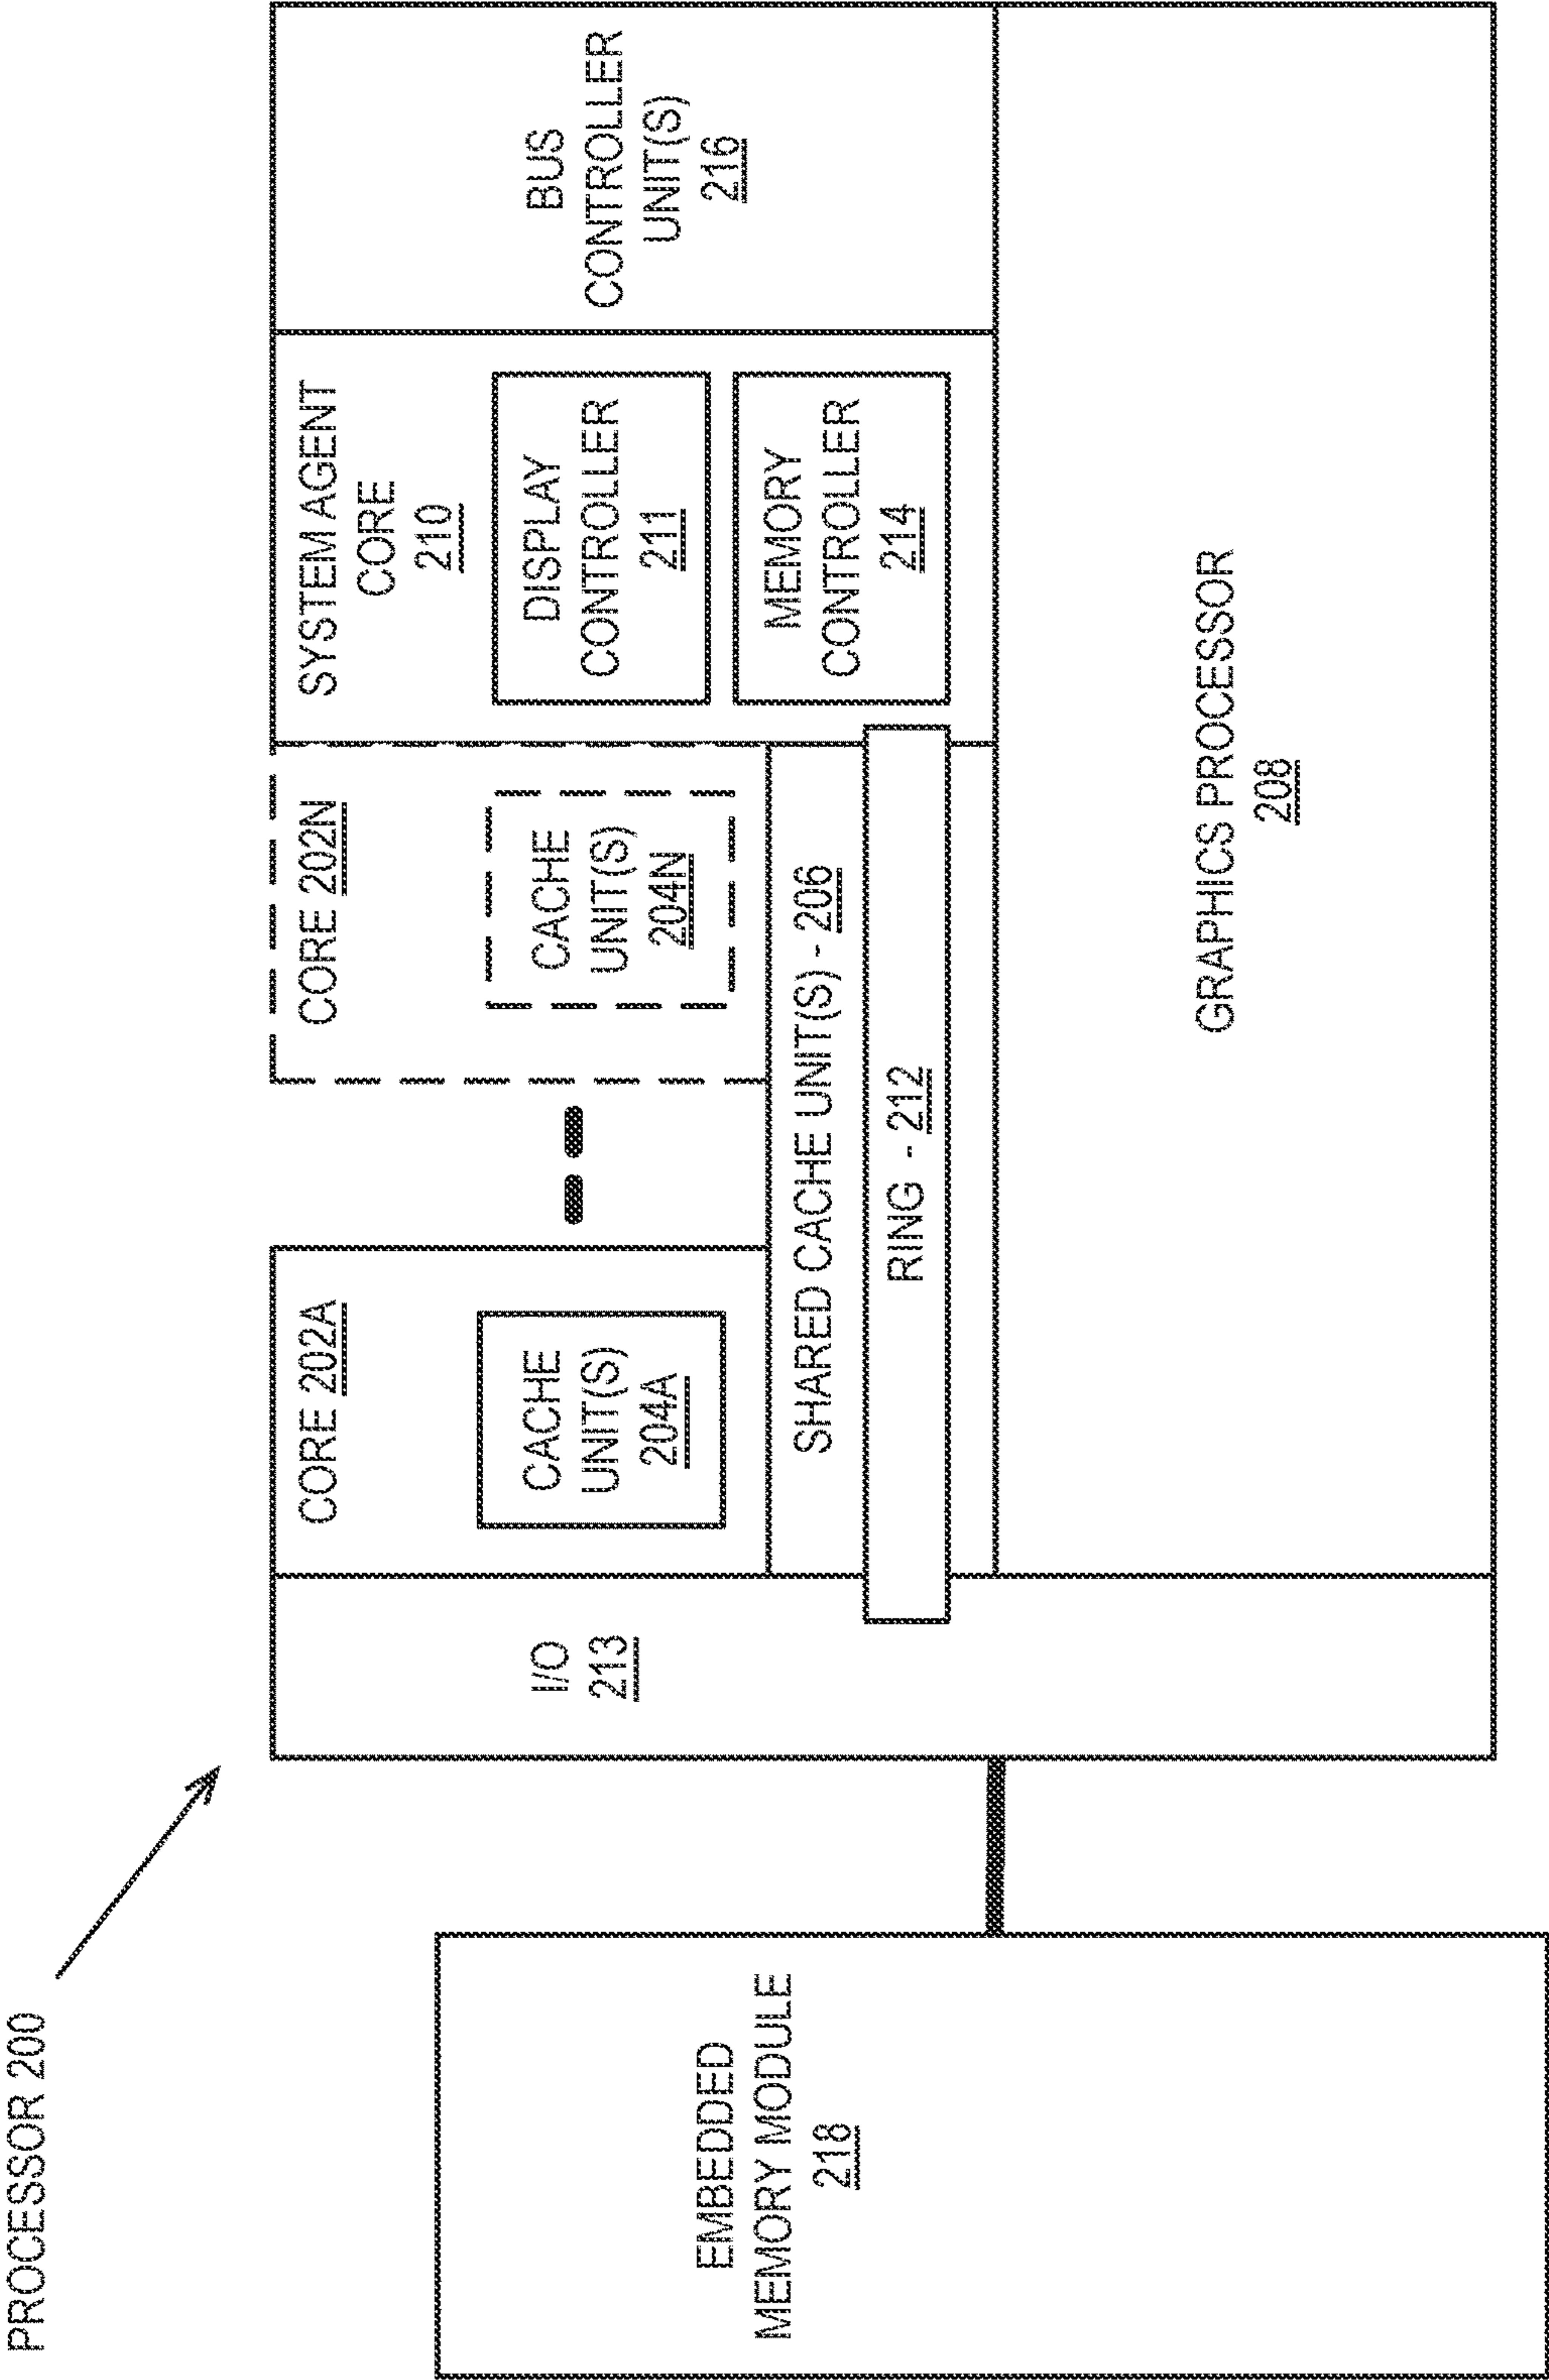 PROCESSOR 200
EMBEDDED
MEMORY MODULE
218
I/O
213
CORE 202A
CACHE
UNIT(S)
204A
CORE 202N
CACHE
UNIT(S)
204N
SHARED CACHE UNIT(S) - 206
RING - 212
SYSTEM AGENT
CORE
210
DISPLAY
CONTROLLER
211
MEMORY
CONTROLLER
214
BUS
CONTROLLER
UNIT(S)
216
GRAPHICS PROCESSOR
208